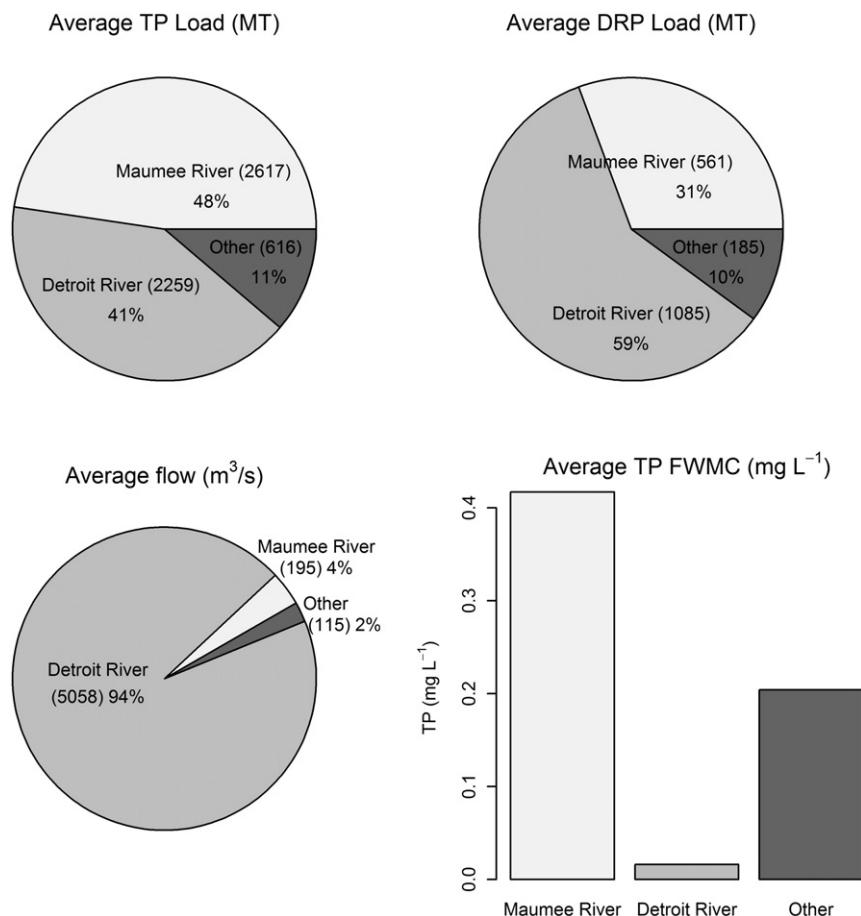 Average TP Load (MT)
Maumee River (2617)
48%
Other (616)
11%
Detroit River (2259)
41%
Average DRP Load (MT)
Maumee River (561)
31%
Other (185)
10%
Detroit River (1085)
59%
Average flow (m³/s)
Maumee River
(195) 4%
Other
(115) 2%
Detroit River
(5058) 94%
Average TP FWMC (mg L⁻¹)
TP (mg L⁻¹)
0.4
0.3
0.2
0.1
0.0
Maumee River Detroit River Other